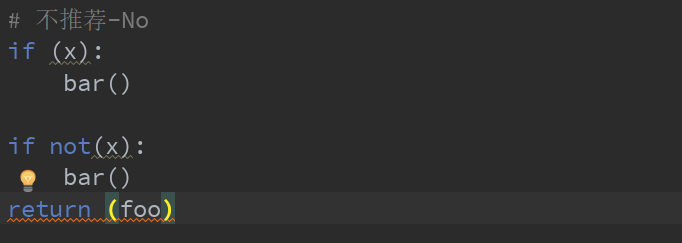 # 不推荐-No
if (x):
    bar()

if not(x):
    bar()
return (foo)